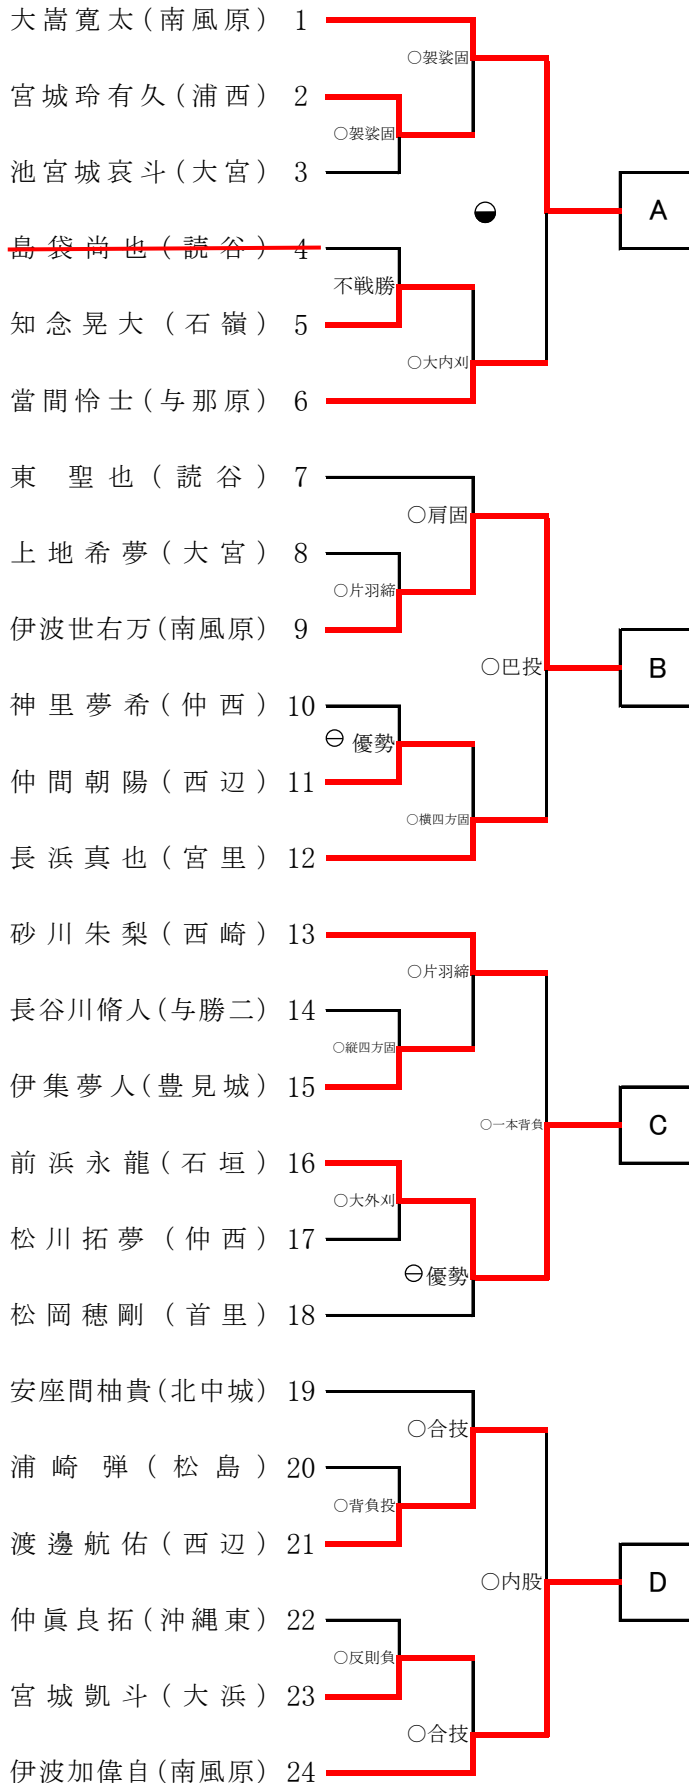 大嵩寛太(南風原) 1
○袈裟固
宮城玲有久(浦西) 2
○袈裟固
池宮城哀斗(大宮) 3
A
島袋尚也(読谷) 4
不戦勝
知念晃大(石嶺) 5
○大内刈
當間怜士(与那原) 6
東 聖也(読谷) 7
○肩固
上地希夢(大宮) 8
○片羽締
伊波世右万(南風原) 9
○巴投
B
神里夢希(仲西) 10
⊖ 優勢
仲間朝陽(西辺) 11
○横四方固
長浜真也(宮里) 12
砂川朱梨(西崎) 13
○片羽締
長谷川脩人(与勝二) 14
○縦四方固
伊集夢人(豊見城) 15
○一本背負
C
前浜永龍(石垣) 16
○大外刈
松川拓夢(仲西) 17
⊖優勢
松岡穂剛(首里) 18
安座間柚貴(北中城) 19
○合技
浦崎弾(松島) 20
○背負投
渡邊航佑(西辺) 21
○内股
D
仲眞良拓(沖縄東) 22
○反則負
宮城凱斗(大浜) 23
○合技
伊波加偉自(南風原) 24